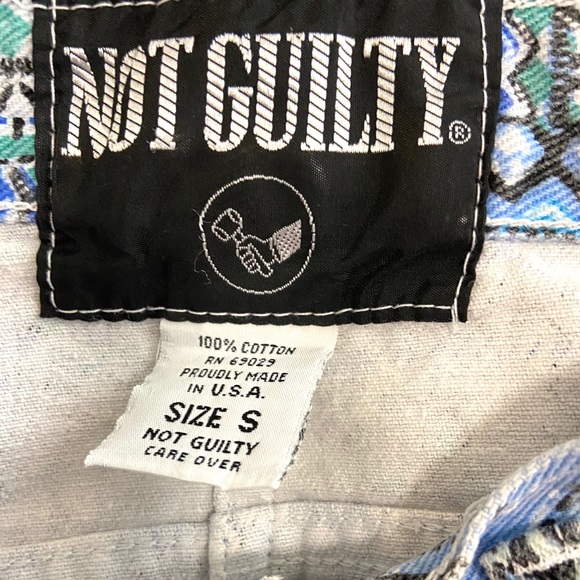 NOT GUILTY®
100% COTTON
RN 69029
PROUDLY MADE
IN U.S.A.
SIZE S
NOT GUILTY
CARE OVER